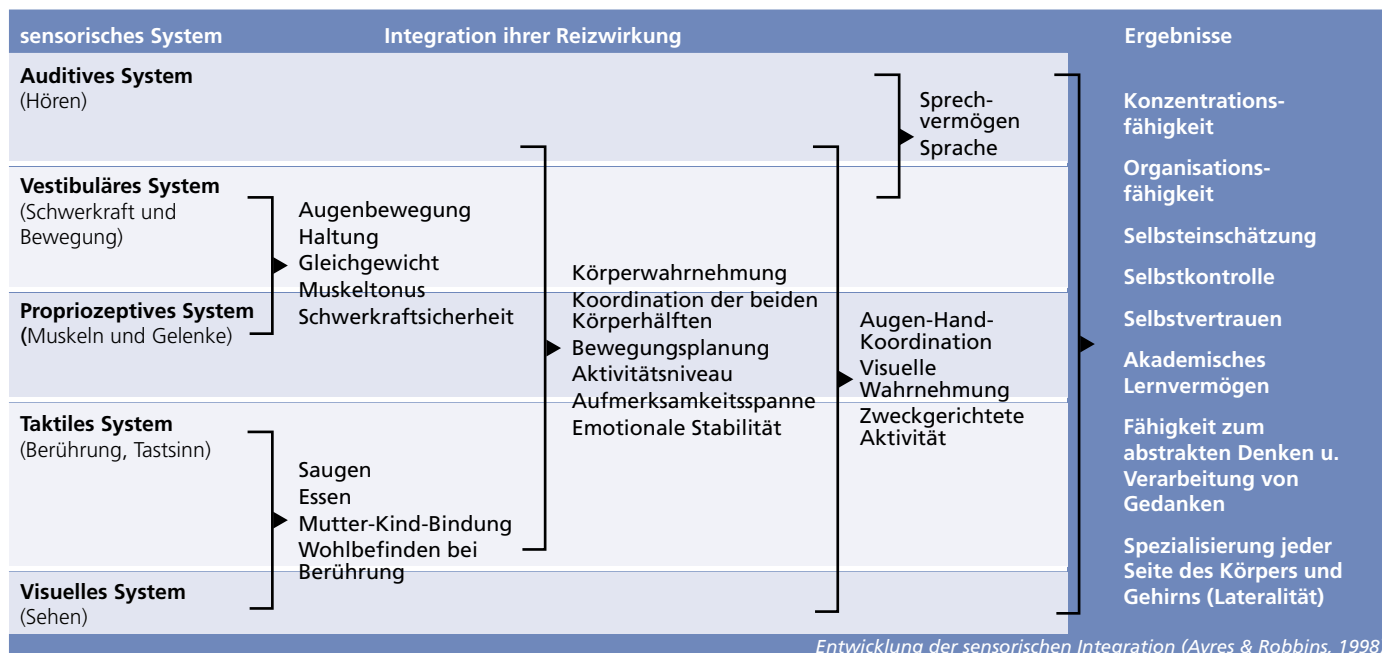 sensorisches System
Integration ihrer Reizwirkung
Ergebnisse
Auditives System
(Hören)
Vestibuläres System
(Schwerkraft und
Bewegung)
Propriozeptives System
(Muskeln und Gelenke)
Taktiles System
(Berührung, Tastsinn)
Visuelles System
(Sehen)
Augenbewegung
Haltung
Gleichgewicht
Muskeltonus
Schwerkraftsicherheit
Saugen
Essen
Mutter-Kind-Bindung
Wohlbefinden bei
Berührung
Körperwahrnehmung
Koordination der beiden
Körperhälften
Bewegungsplanung
Aktivitätsniveau
Aufmerksamkeitsspanne
Emotionale Stabilität
Sprech-
vermögen
Sprache
Augen-Hand-
Koordination
Visuelle
Wahrnehmung
Zweckgerichtete
Aktivität
Konzentrations-
fähigkeit
Organisations-
fähigkeit
Selbsteinschätzung
Selbstkontrolle
Selbstvertrauen
Akademisches
Lernvermögen
Fähigkeit zum
abstrakten Denken u.
Verarbeitung von
Gedanken
Spezialisierung jeder
Seite des Körpers und
Gehirns (Lateralität)
Entwicklung der sensorischen Integration (Ayres & Robbins, 1998